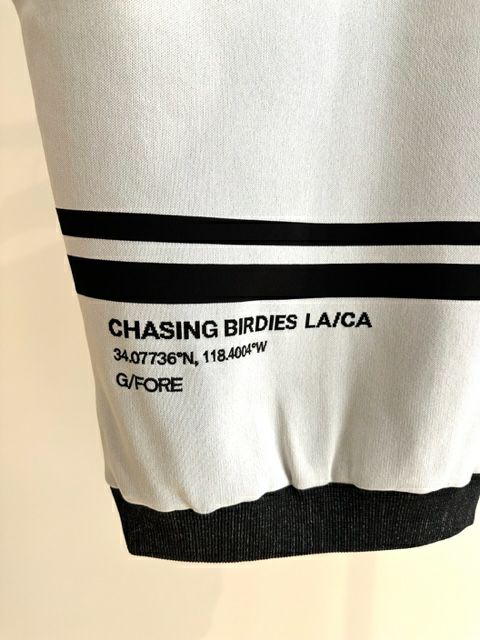 CHASING BIRDIES LA/CA
34.07736°N, 118.4004°W
G/FORE